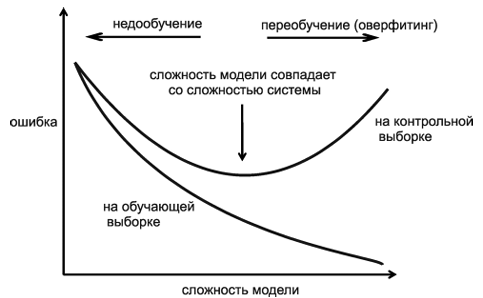 недообучение
переобучение (оверфитинг)
сложность модели совпадает
со сложностью системы
ошибка
на контрольной
выборке
на обучающей
выборке
сложность модели